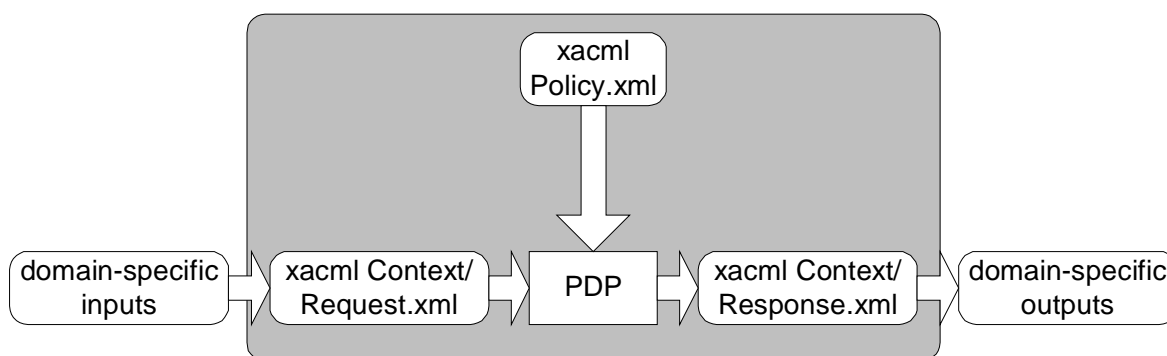 xacml
Policy.xml
domain-specific
inputs
xacml Context/
Request.xml
PDP
xacml Context/
Response.xml
domain-specific
outputs